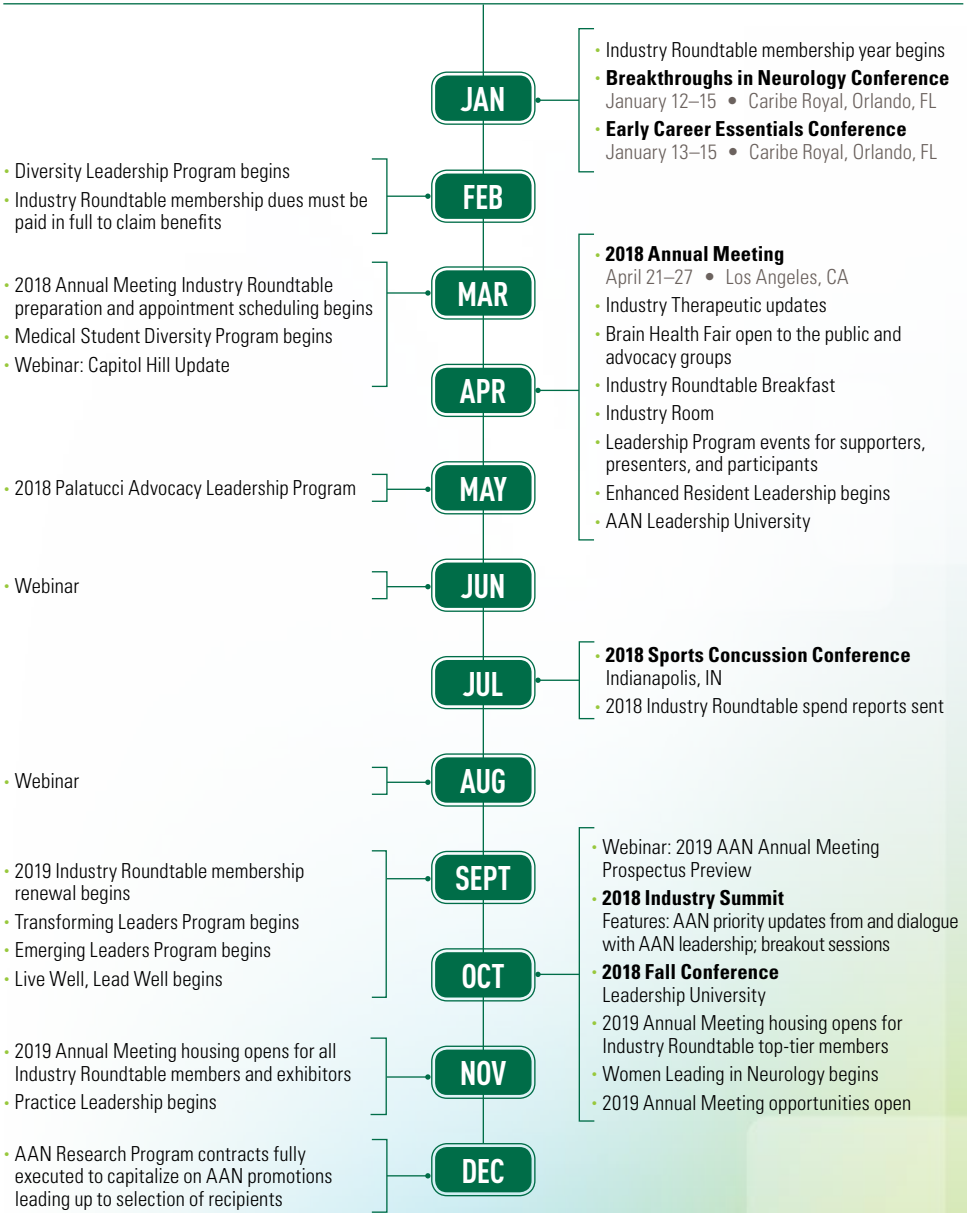 JAN
• Industry Roundtable membership year begins
• Breakthroughs in Neurology Conference
January 12–15 • Caribe Royal, Orlando, FL
• Early Career Essentials Conference
January 13–15 • Caribe Royal, Orlando, FL
FEB
• Diversity Leadership Program begins
• Industry Roundtable membership dues must be
paid in full to claim benefits
MAR
• 2018 Annual Meeting Industry Roundtable
preparation and appointment scheduling begins
• Medical Student Diversity Program begins
• Webinar: Capitol Hill Update
APR
• 2018 Annual Meeting
April 21–27 • Los Angeles, CA
• Industry Therapeutic updates
• Brain Health Fair open to the public and
advocacy groups
• Industry Roundtable Breakfast
• Industry Room
• Leadership Program events for supporters,
presenters, and participants
• Enhanced Resident Leadership begins
• AAN Leadership University
MAY
• 2018 Palatucci Advocacy Leadership Program
JUN
• Webinar
JUL
• 2018 Sports Concussion Conference
Indianapolis, IN
• 2018 Industry Roundtable spend reports sent
AUG
• Webinar
SEPT
• 2019 Industry Roundtable membership
renewal begins
• Transforming Leaders Program begins
• Emerging Leaders Program begins
• Live Well, Lead Well begins
OCT
• Webinar: 2019 AAN Annual Meeting
Prospectus Preview
• 2018 Industry Summit
Features: AAN priority updates from and dialogue
with AAN leadership; breakout sessions
• 2018 Fall Conference
Leadership University
• 2019 Annual Meeting housing opens for
Industry Roundtable top-tier members
• Women Leading in Neurology begins
• 2019 Annual Meeting opportunities open
NOV
• 2019 Annual Meeting housing opens for all
Industry Roundtable members and exhibitors
• Practice Leadership begins
DEC
• AAN Research Program contracts fully
executed to capitalize on AAN promotions
leading up to selection of recipients